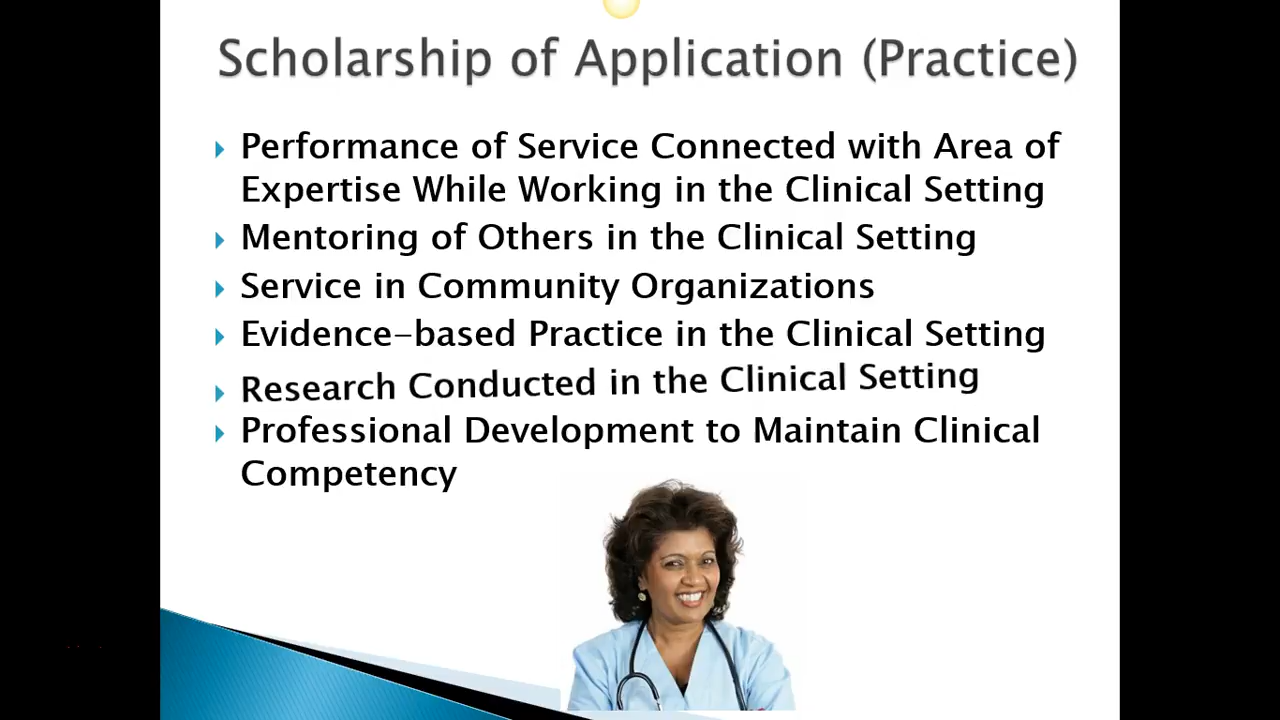 Scholarship of Application (Practice)
Performance of Service Connected with Area of
Expertise While Working in the Clinical Setting
Mentoring of Others in the Clinical Setting
Service in Community Organizations
Evidence-based Practice in the Clinical Setting
Research Conducted in the Clinical Setting
Professional Development to Maintain Clinical
Competency